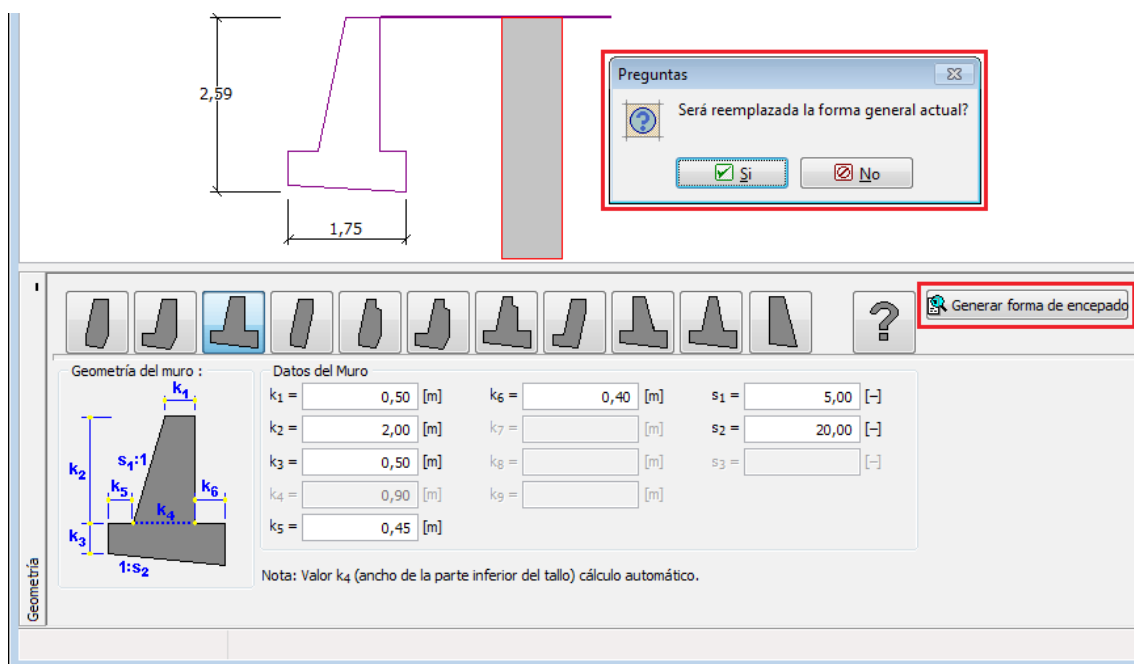 2,59
1,75
Preguntas
Será reemplazada la forma general actual?
Si
No
?
Generar forma de encepado
Geometría
Geometría del muro :
k1
k2
s1:1
k5
k6
k4
k3
1:s2
Datos del Muro
k1 = 0,50 [m] k6 = 0,40 [m] s1 = 5,00 [–]
k2 = 2,00 [m] k7 = [m] s2 = 20,00 [–]
k3 = 0,50 [m] k8 = [m] s3 = [–]
k4 = 0,90 [m] k9 = [m]
k5 = 0,45 [m]
Nota: Valor k4 (ancho de la parte inferior del tallo) cálculo automático.